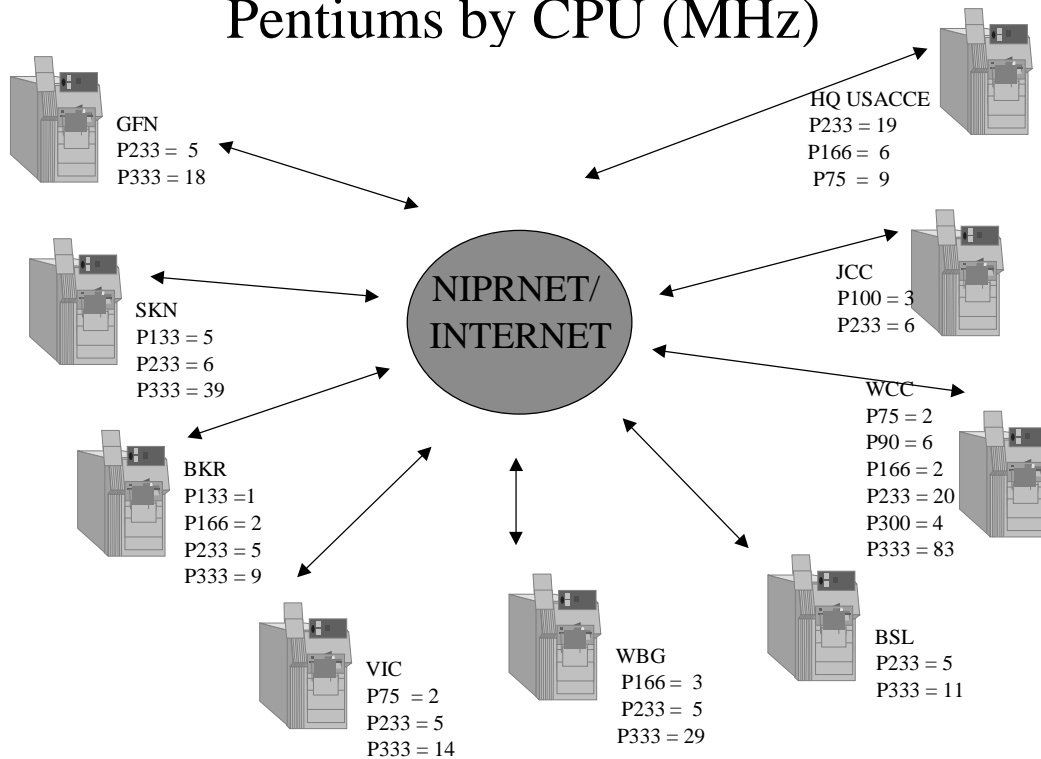 Pentiums by CPU (MHz)
GFN
P233 = 5
P333 = 18
HQ USACCE
P233 = 19
P166 = 6
P75 = 9
SKN
P133 = 5
P233 = 6
P333 = 39
NIPRNET/
INTERNET
JCC
P100 = 3
P233 = 6
BKR
P133 =1
P166 = 2
P233 = 5
P333 = 9
WCC
P75 = 2
P90 = 6
P166 = 2
P233 = 20
P300 = 4
P333 = 83
VIC
P75 = 2
P233 = 5
P333 = 14
WBG
P166 = 3
P233 = 5
P333 = 29
BSL
P233 = 5
P333 = 11